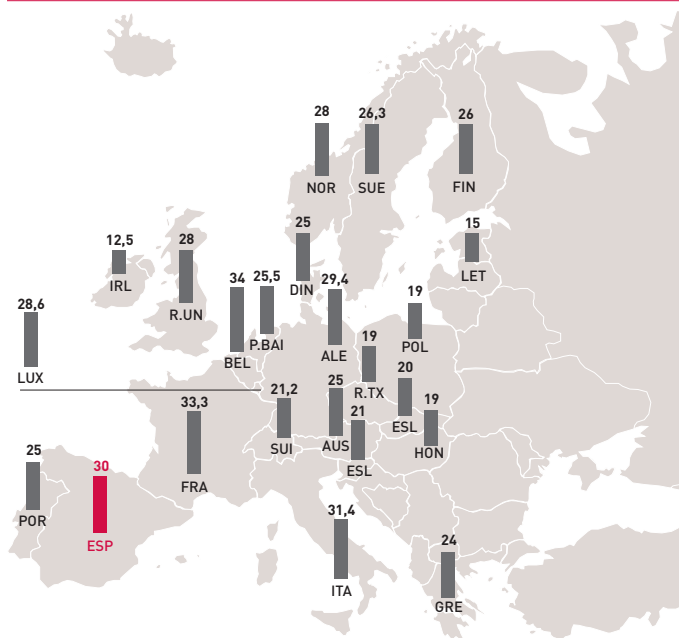 28
NOR
26,3
SUE
26
FIN
12,5
IRL
28
R.UN
25
DIN
15
LET
28,6
LUX
34
BEL
25,5
P.BAI
29,4
ALE
19
POL
19
R.TX
20
ESL
19
HON
33,3
FRA
21,2
SUI
25
AUS
21
ESL
25
POR
30
ESP
31,4
ITA
24
GRE